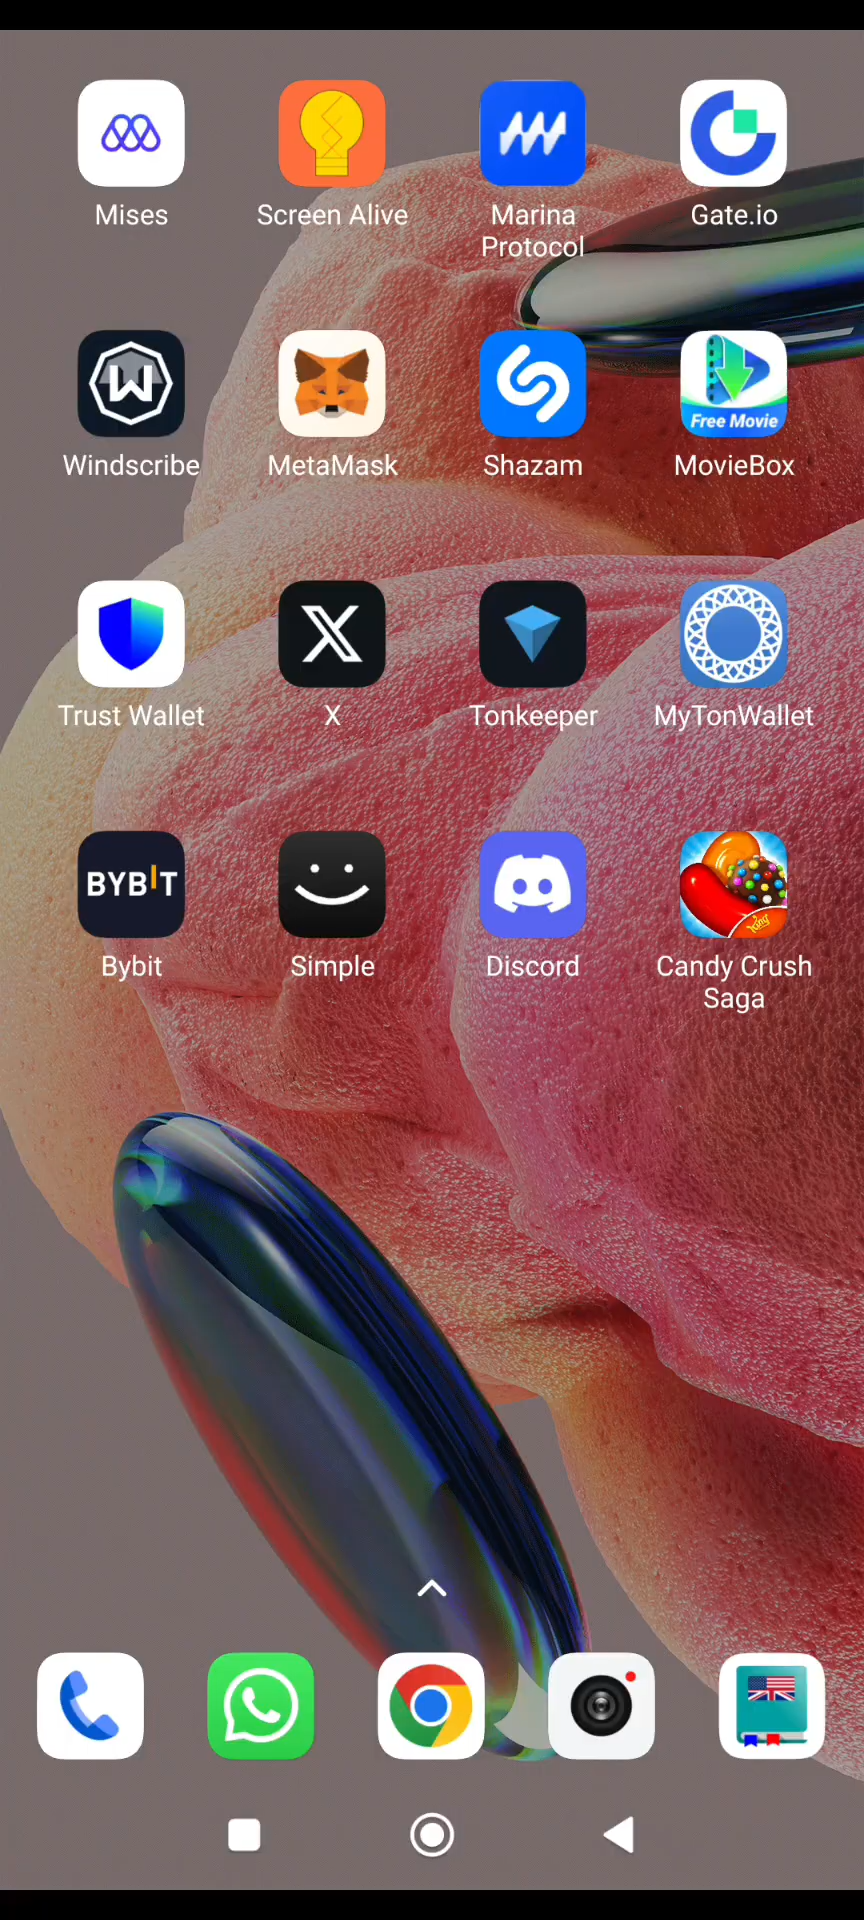 Mises
Screen Alive
Marina
Protocol
Gate.io
Free Movie
Windscribe
MetaMask
Shazam
MovieBox
Trust Wallet
X
Tonkeeper
MyTonWallet
BYBIT
King
Bybit
Simple
Discord
Candy Crush
Saga